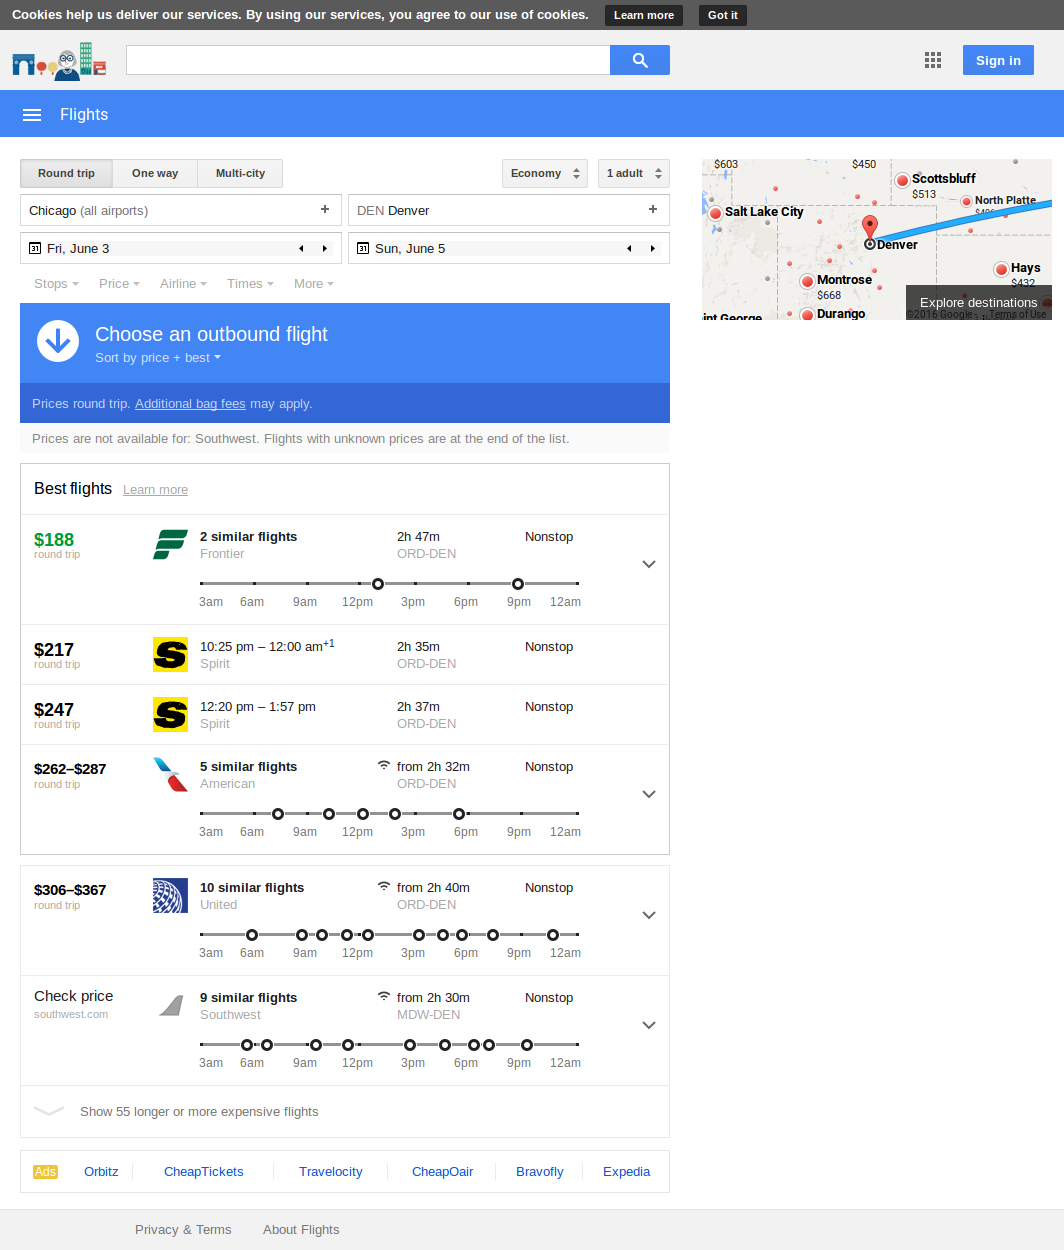 Cookies help us deliver our services. By using our services, you agree to our use of cookies. Learn more Got it
Sign in
Flights
Round trip One way Multi-city Economy 1 adult
Chicago (all airports) + DEN Denver +
31 Fri, June 3 31 Sun, June 5
Stops Price Airline Times More
Choose an outbound flight
Sort by price + best
Prices round trip. Additional bag fees may apply.
Prices are not available for: Southwest. Flights with unknown prices are at the end of the list.
Best flights Learn more
$188 2 similar flights 2h 47m Nonstop
round trip Frontier ORD-DEN
3am 6am 9am 12pm 3pm 6pm 9pm 12am
$217 10:25 pm – 12:00 am+1 2h 35m Nonstop
round trip Spirit ORD-DEN
$247 12:20 pm – 1:57 pm 2h 37m Nonstop
round trip Spirit ORD-DEN
$262–$287 5 similar flights from 2h 32m Nonstop
round trip American ORD-DEN
3am 6am 9am 12pm 3pm 6pm 9pm 12am
$306–$367 10 similar flights from 2h 40m Nonstop
round trip United ORD-DEN
3am 6am 9am 12pm 3pm 6pm 9pm 12am
Check price 9 similar flights from 2h 30m Nonstop
southwest.com Southwest MDW-DEN
3am 6am 9am 12pm 3pm 6pm 9pm 12am
Show 55 longer or more expensive flights
Ads Orbitz CheapTickets Travelocity CheapOair Bravofly Expedia
Privacy & Terms About Flights
$603 $450
Scottsbluff
$513
North Platte
Salt Lake City
Denver
Hays
$432
Montrose
$668
Explore destinations
Durango
int George
©2016 Google Terms of Use